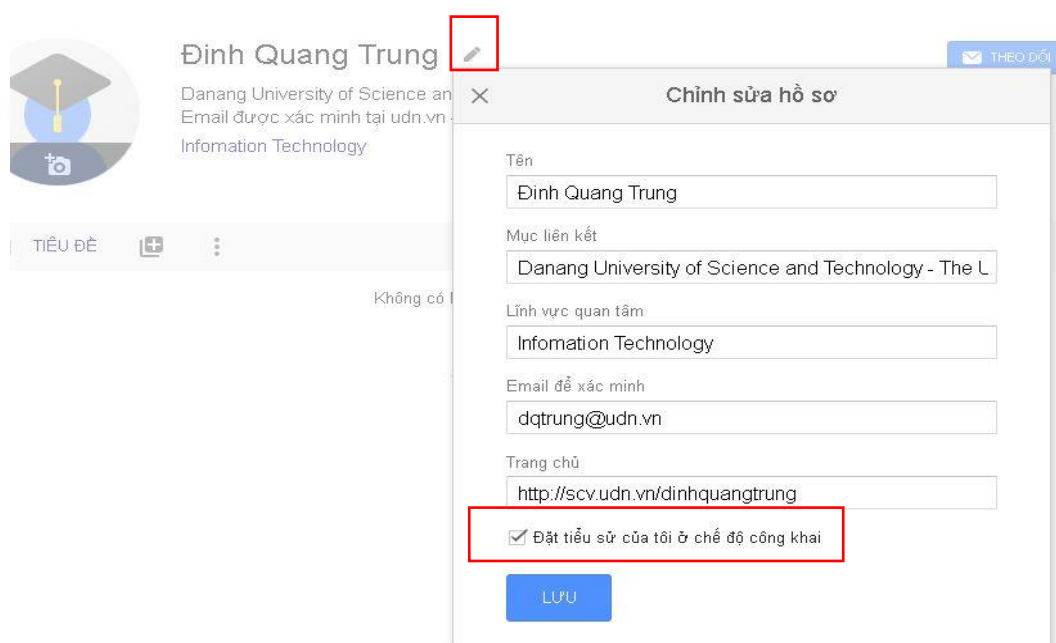 Đinh Quang Trung
THEO DÕI
Danang University of Science an
Email được xác minh tại udn.vn -
Infomation Technology
TIÊU ĐỀ
Không có
Chỉnh sửa hồ sơ
Tên
Đinh Quang Trung
Mục liên kết
Danang University of Science and Technology - The U
Lĩnh vực quan tâm
Infomation Technology
Email để xác minh
dqtrung@udn.vn
Trang chủ
http://scv.udn.vn/dinhquangtrung
Đặt tiểu sử của tôi ở chế độ công khai
LƯU